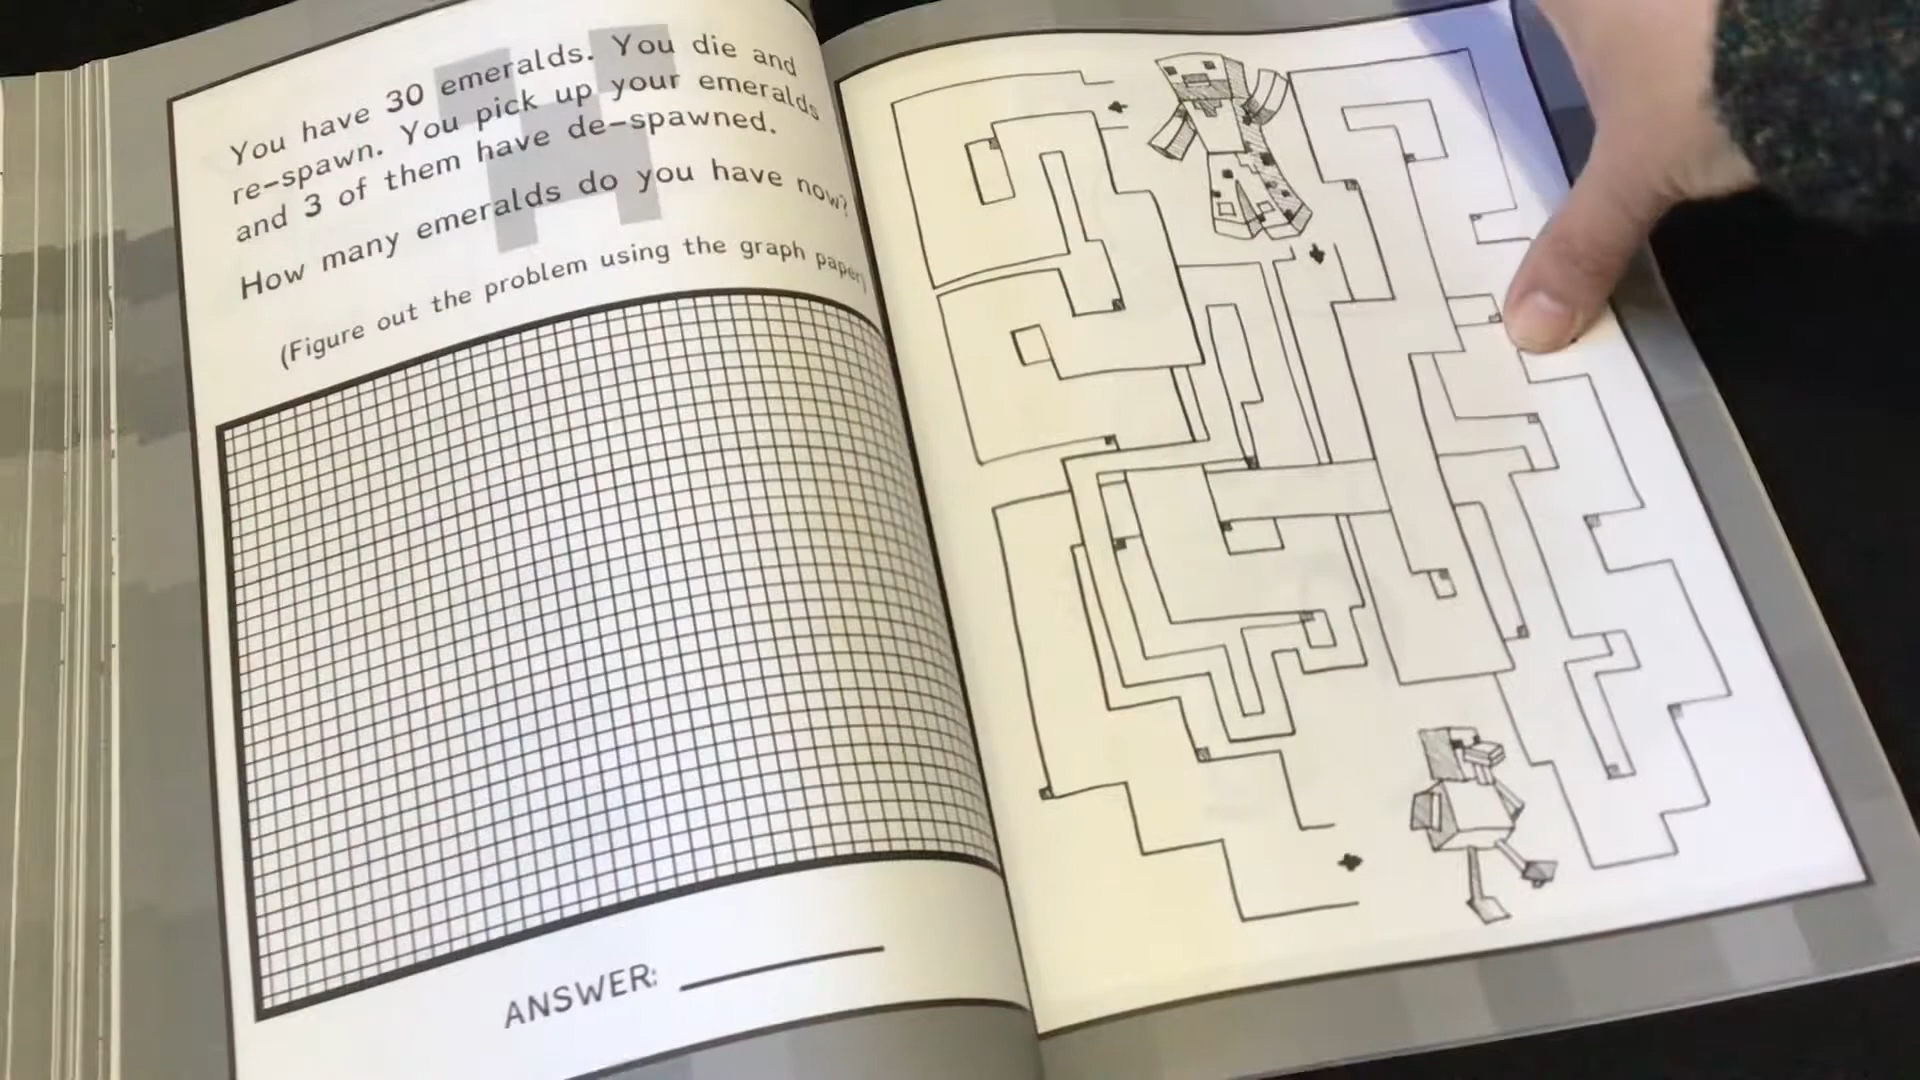 You have 30 emeralds. You die and
re-spawn. You pick up your emeralds
and 3 of them have de-spawned.
How many emeralds do you have now?
(Figure out the problem using the graph paper)
ANSWER: